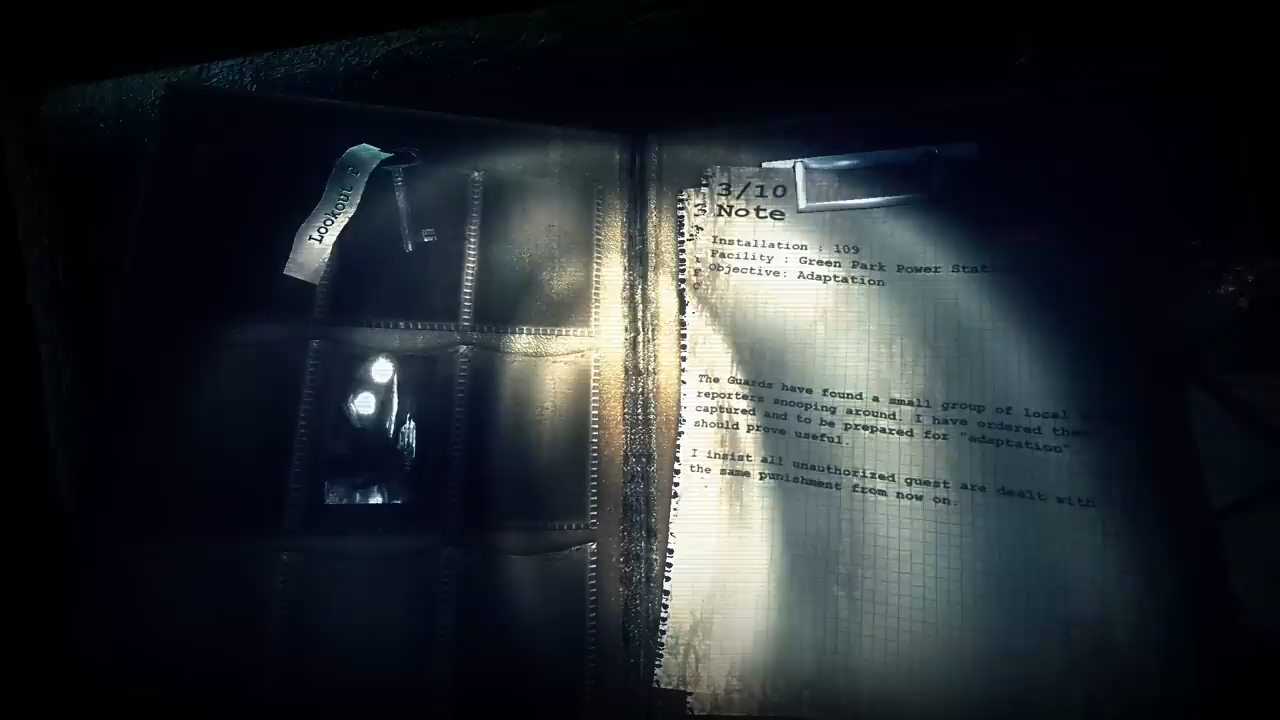 Lookout 2
3/10
Note
Installation : 109
Facility : Green Park Power
Objective: Adaptation
The Guards have found a small group of local
reporters snooping around. I have ordered them
captured and to be prepared for "adaptation"
should prove useful.
I insist all unauthorized guest are dealt with
the same punishment from now on.